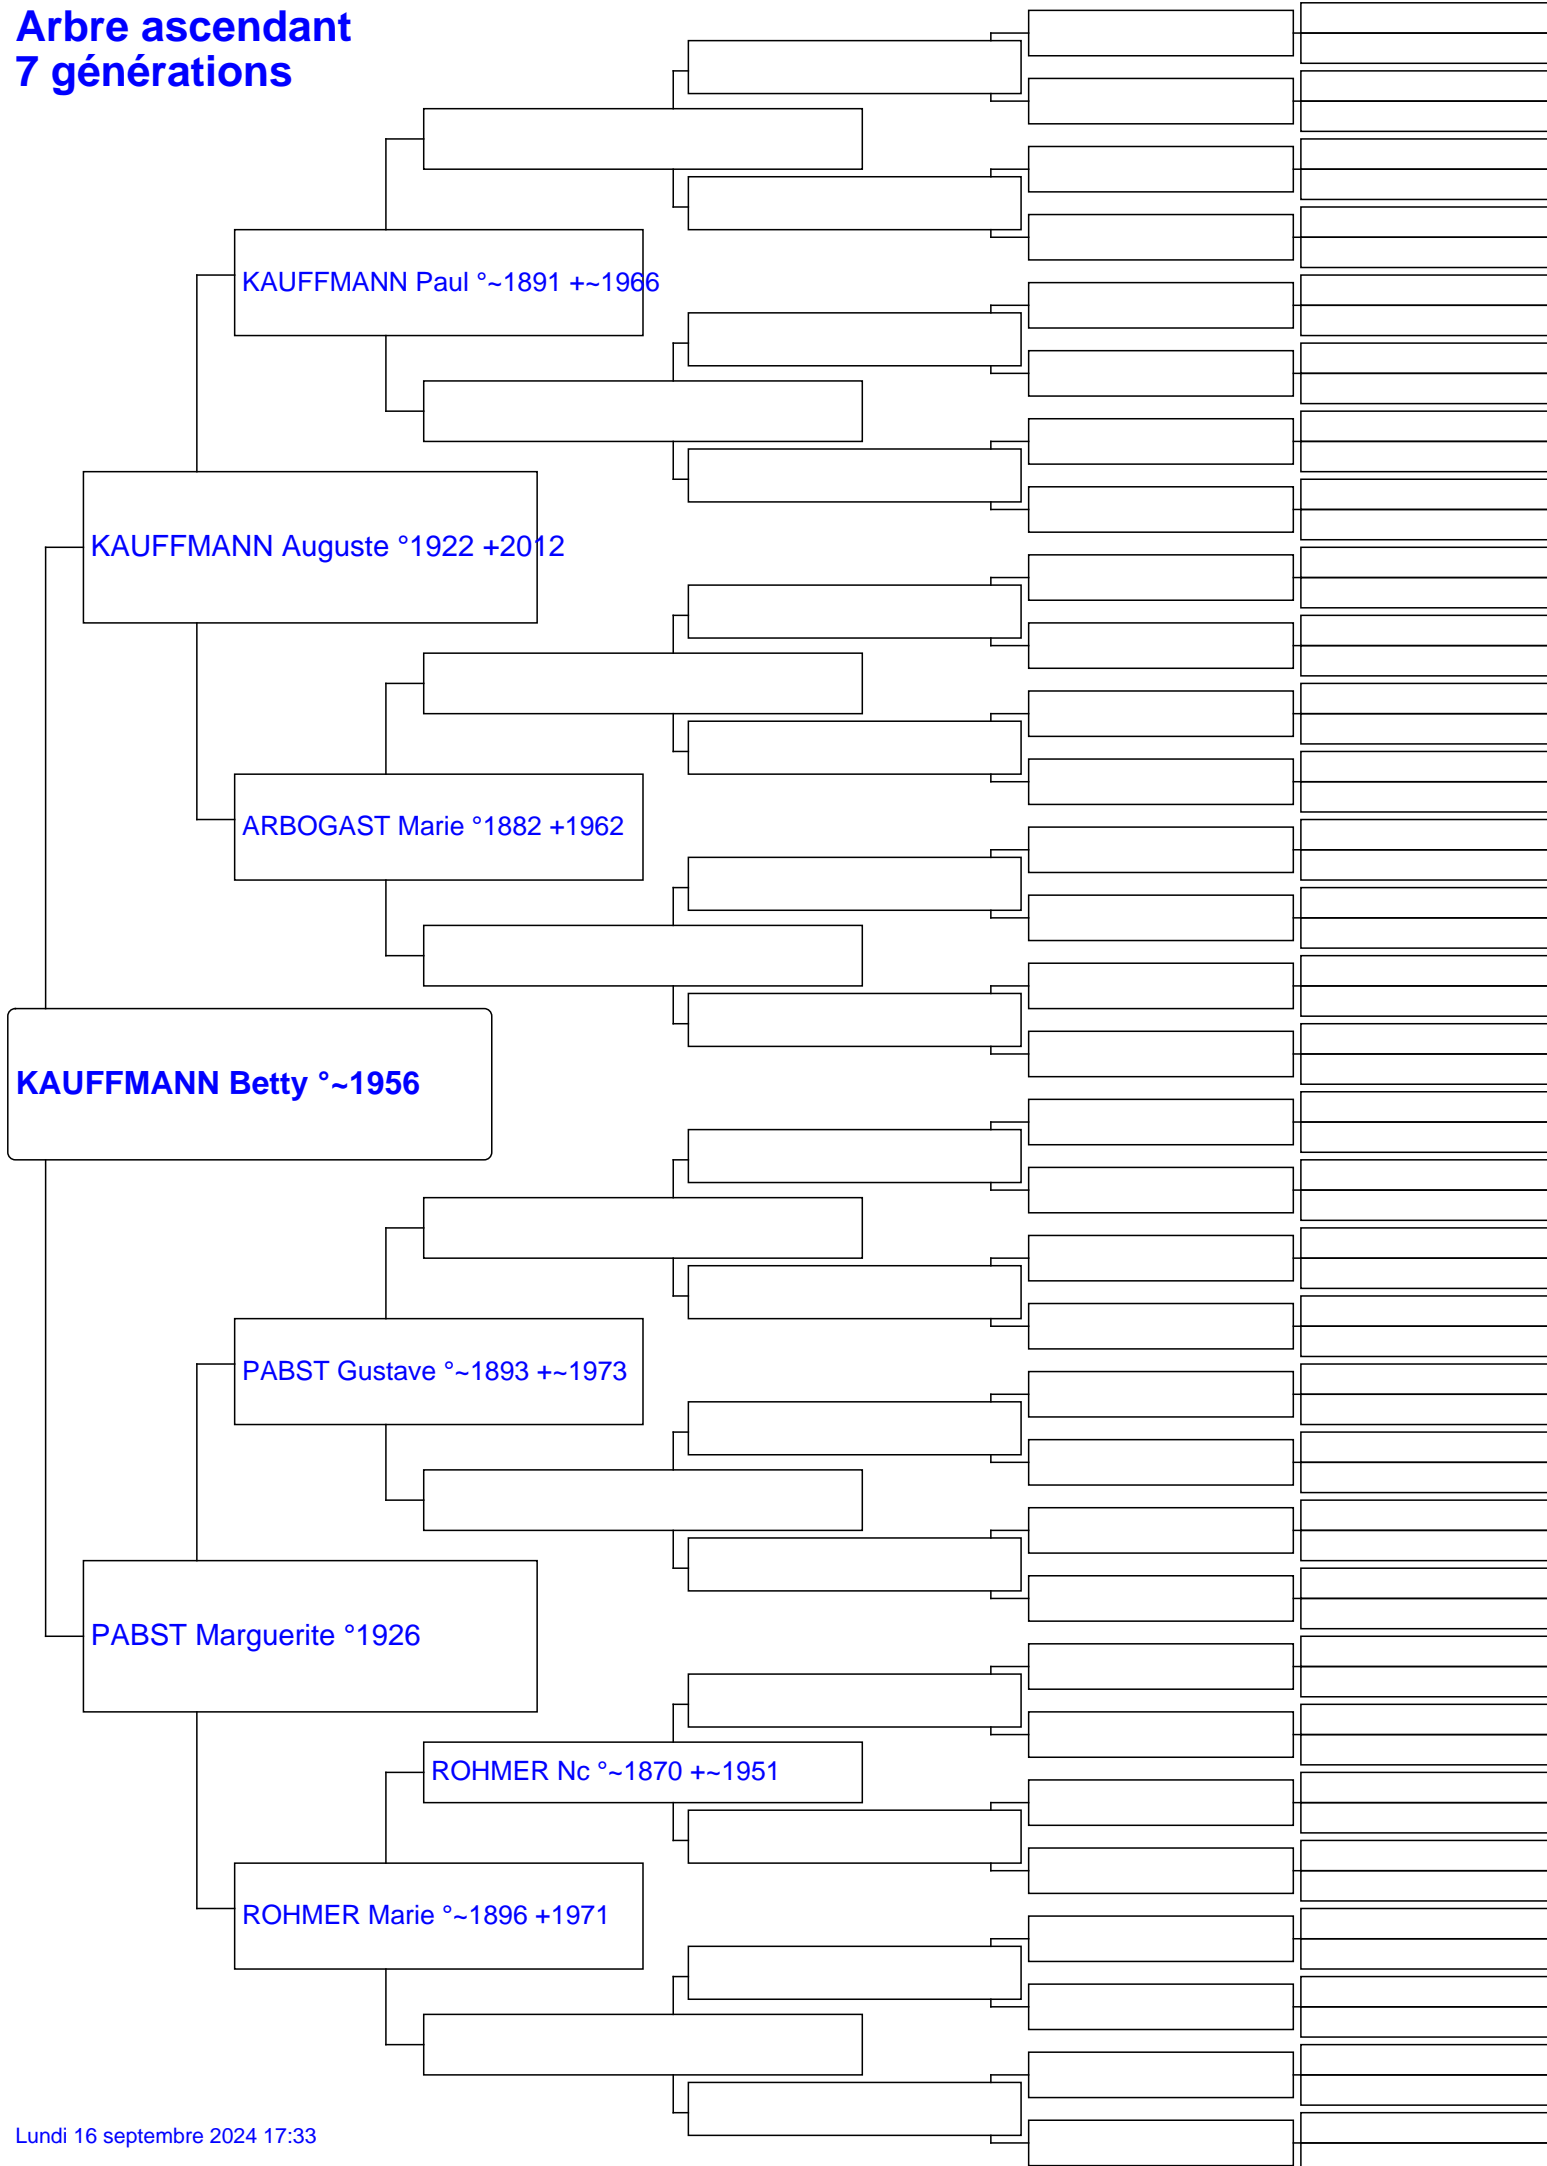 Arbre ascendant
7 générations
KAUFFMANN Paul °~1891 +~1966
KAUFFMANN Auguste °1922 +2012
ARBOGAST Marie °1882 +1962
KAUFFMANN Betty °~1956
PABST Gustave °~1893 +~1973
PABST Marguerite °1926
ROHMER Nc °~1870 +~1951
ROHMER Marie °~1896 +1971
Lundi 16 septembre 2024 17:33